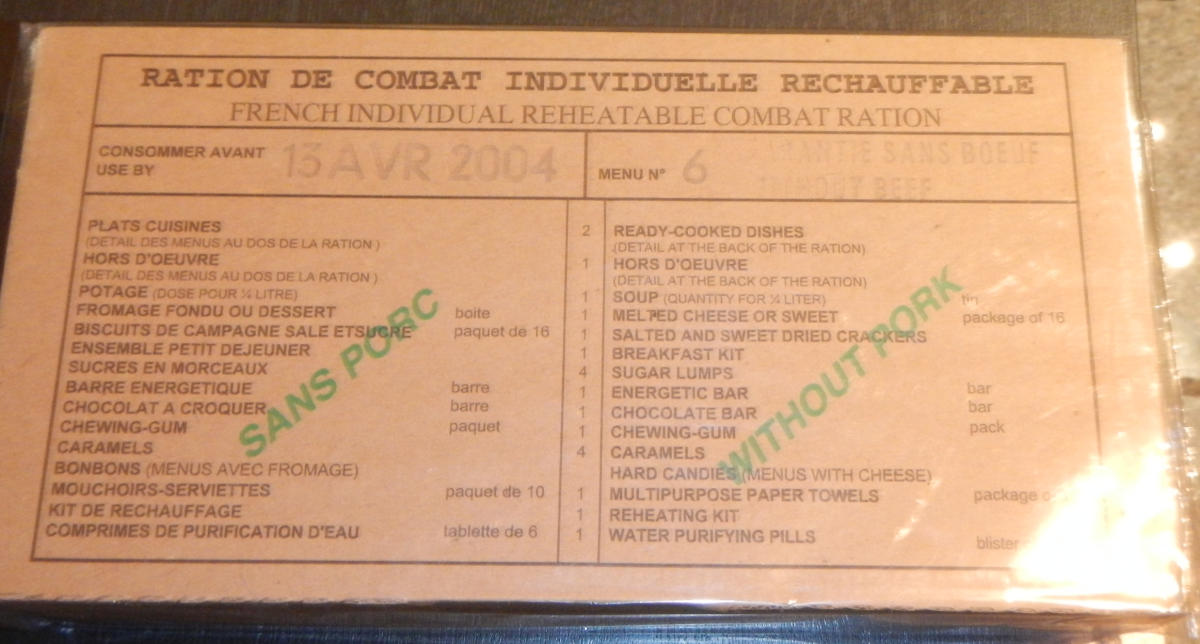 RATION DE COMBAT INDIVIDUELLE RECHAUFFABLE
FRENCH INDIVIDUAL REHEATABLE COMBAT RATION
CONSOMMER AVANT
USE BY
13 AVR 2004
MENU N° 6
SANS BOEUF
BEEF
PLATS CUISINES 2 READY-COOKED DISHES
(DETAIL DES MENUS AU DOS DE LA RATION ) (DETAIL AT THE BACK OF THE RATION)
HORS D'OEUVRE 1 HORS D'OEUVRE
(DETAIL DES MENUS AU DOS DE LA RATION ) (DETAIL AT THE BACK OF THE RATION)
POTAGE (DOSE POUR ¼ LITRE) 1 SOUP (QUANTITY FOR ¼ LITER) tin
FROMAGE FONDU OU DESSERT boite 1 MELTED CHEESE OR SWEET package of 16
BISCUITS DE CAMPAGNE SALE ETSUCRE paquet de 16 1 SALTED AND SWEET DRIED CRACKERS
ENSEMBLE PETIT DEJEUNER 1 BREAKFAST KIT
SUCRES EN MORCEAUX 4 SUGAR LUMPS
BARRE ENERGETIQUE barre 1 ENERGETIC BAR bar
CHOCOLAT A CROQUER barre 1 CHOCOLATE BAR bar
CHEWING-GUM paquet 1 CHEWING-GUM pack
CARAMELS 4 CARAMELS
BONBONS (MENUS AVEC FROMAGE) HARD CANDIES (MENUS WITH CHEESE)
MOUCHOIRS-SERVIETTES paquet de 10 1 MULTIPURPOSE PAPER TOWELS package
KIT DE RECHAUFFAGE 1 REHEATING KIT
COMPRIMES DE PURIFICATION D'EAU tablette de 6 1 WATER PURIFYING PILLS blister
SANS PORC
WITHOUT PORK